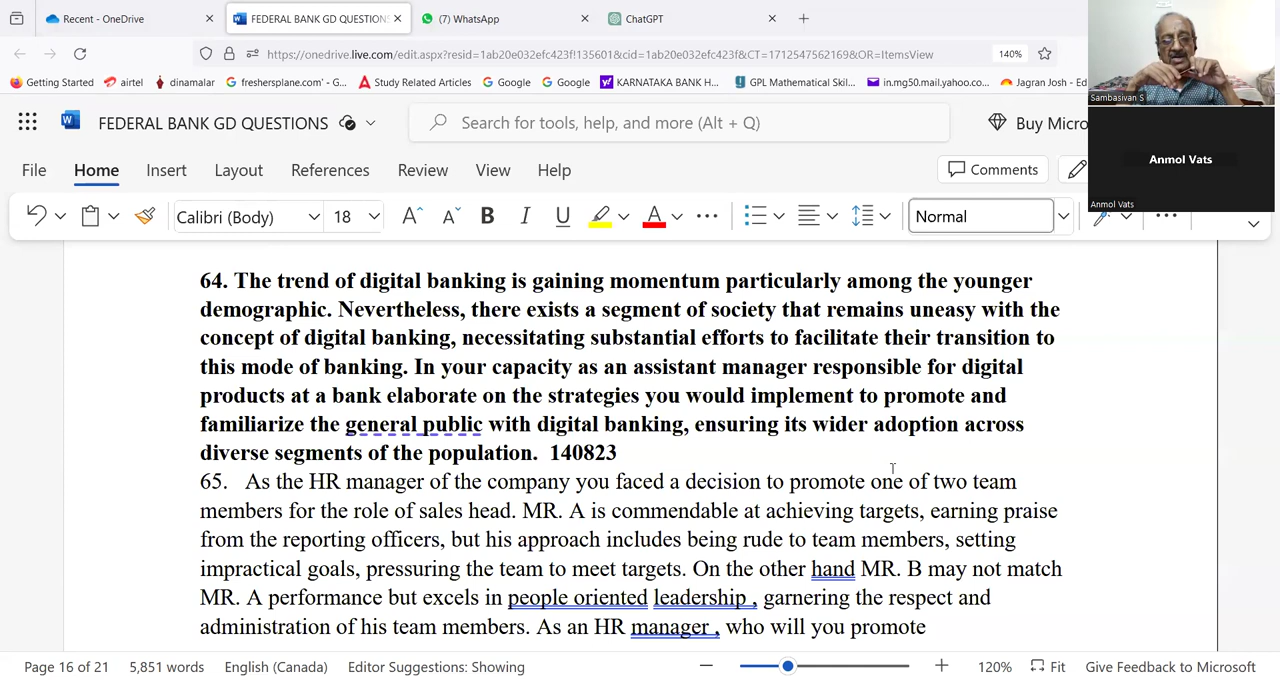 Recent - OneDrive
FEDERAL BANK GD QUESTIONS
(7) WhatsApp
ChatGPT
https://onedrive.live.com/edit.aspx?resid=1ab20e032efc423f!135601&cid=1ab20e032efc423f&CT=1712547562169&OR=ItemsView
140%
Getting Started
airtel
dinamalar
freshersplane.com' - G...
Study Related Articles
Google
Google
KARNATAKA BANK H...
GPL Mathematical Skil...
in.mg50.mail.yahoo.c...
Jagran Josh - Ed
Sambasivan S
FEDERAL BANK GD QUESTIONS
Search for tools, help, and more (Alt + Q)
Buy Micro
Anmol Vats
File Home Insert Layout References Review View Help
Comments
Anmol Vats
Calibri (Body)
18
Normal
64. The trend of digital banking is gaining momentum particularly among the younger
demographic. Nevertheless, there exists a segment of society that remains uneasy with the
concept of digital banking, necessitating substantial efforts to facilitate their transition to
this mode of banking. In your capacity as an assistant manager responsible for digital
products at a bank elaborate on the strategies you would implement to promote and
familiarize the general public with digital banking, ensuring its wider adoption across
diverse segments of the population. 140823
65. As the HR manager of the company you faced a decision to promote one of two team
members for the role of sales head. MR. A is commendable at achieving targets, earning praise
from the reporting officers, but his approach includes being rude to team members, setting
impractical goals, pressuring the team to meet targets. On the other hand MR. B may not match
MR. A performance but excels in people oriented leadership , garnering the respect and
administration of his team members. As an HR manager , who will you promote
Page 16 of 21
5,851 words
English (Canada)
Editor Suggestions: Showing
120%
Fit
Give Feedback to Microsoft